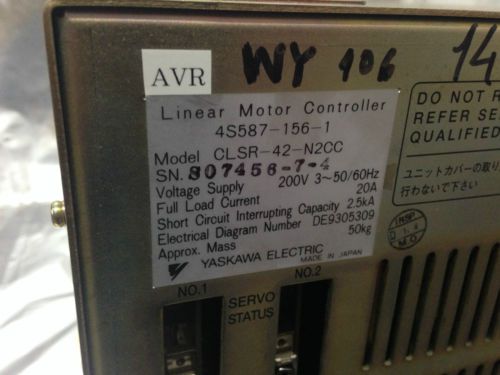 AVR
WY 106
14
Linear Motor Controller
4S587-156-1
Model CLSR-42-N2CC
SN. 807456-7-4
Voltage Supply 200V 3~50/60Hz
Full Load Current 20A
Short Circuit Interrupting Capacity 2.5kA
Electrical Diagram Number DE9305309
Approx. Mass 50kg
YASKAWA ELECTRIC
MADE IN JAPAN
DO NOT R
REFER SE
QUALIFIED
ユニットカバーの取り
行わないで下さい
INSP
M.O
NO.1
NO.2
SERVO
STATUS